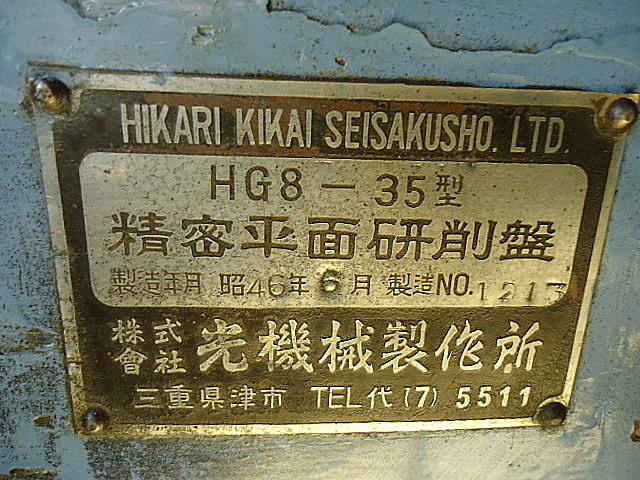 HIKARI KIKAI SEISAKUSHO. LTD.
HG8-35型
精密平面研削盤
製造年月 昭46年6月 製造NO. 1213
株式會社 光機械製作所
三重県津市 TEL代(7) 5511